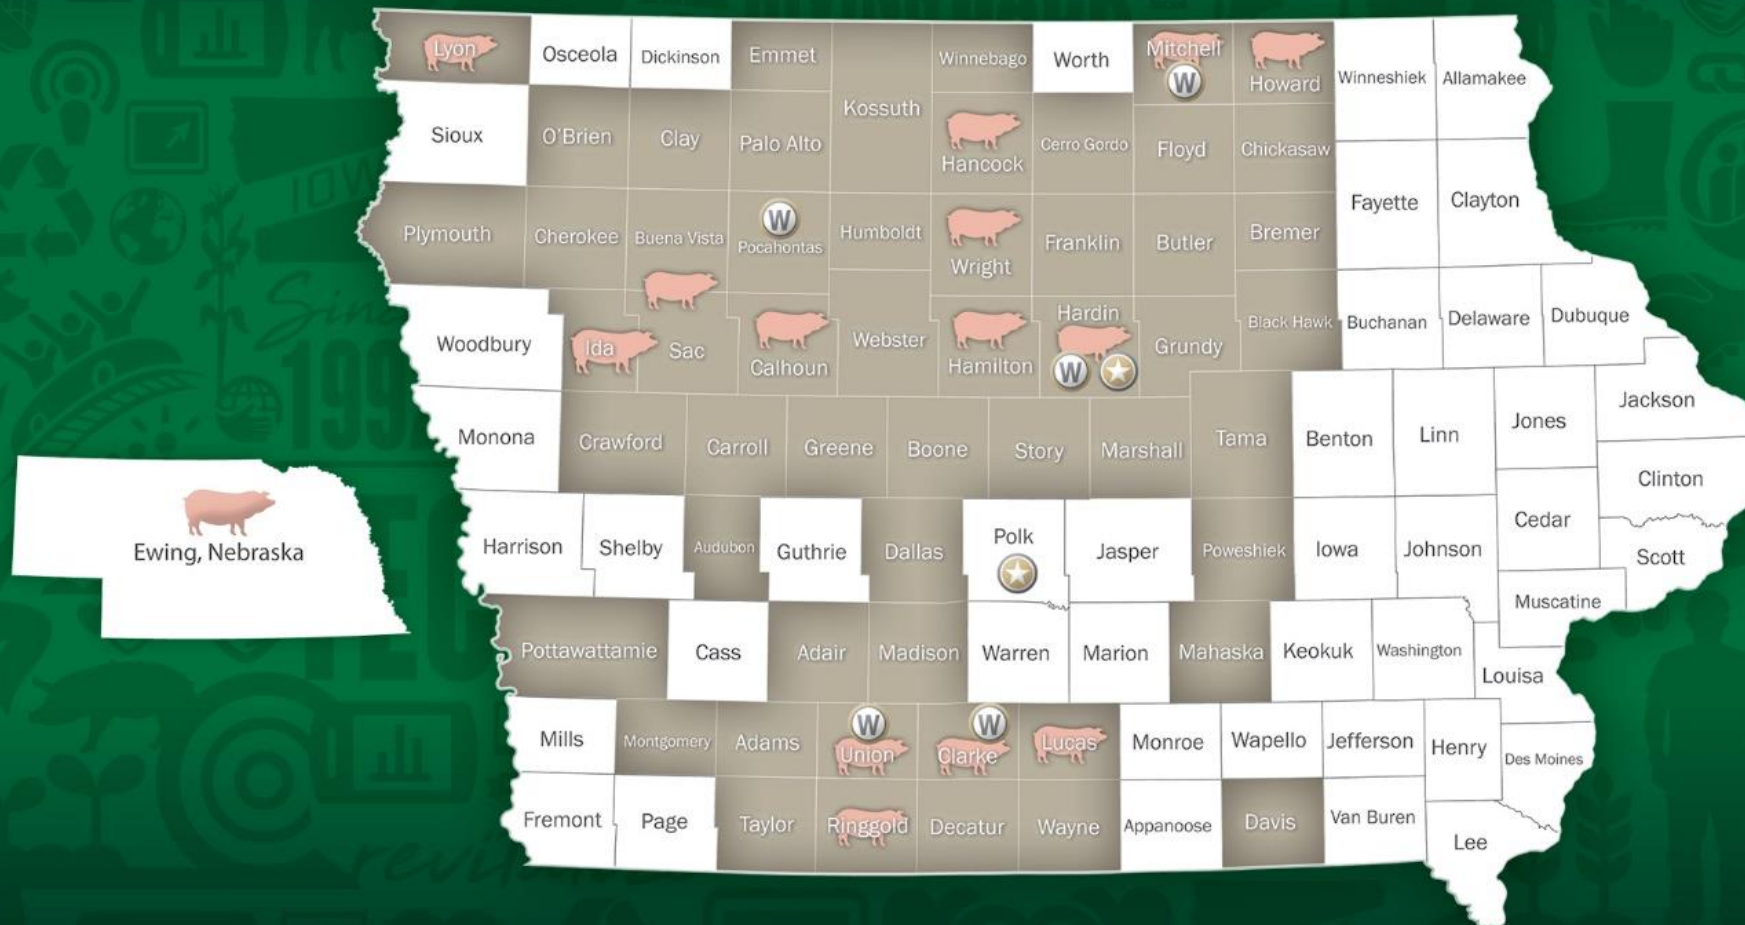 Lyon
Osceola
Dickinson
Emmet
Winnebago
Worth
Mitchell
W
Howard
Winneshiek
Allamakee
Sioux
O'Brien
Clay
Palo Alto
Kossuth
Hancock
Cerro Gordo
Floyd
Chickasaw
Fayette
Clayton
IOW
Plymouth
Cherokee
Buena Vista
W
Pocahontas
Humboldt
Wright
Franklin
Butler
Bremer
Woodbury
Ida
Sac
Calhoun
Webster
Hamilton
Hardin
W
Grundy
Black Hawk
Buchanan
Delaware
Dubuque
Sinc
199
Monona
Crawford
Carroll
Greene
Boone
Story
Marshall
Tama
Benton
Linn
Jones
Jackson
Clinton
Ewing, Nebraska
Harrison
Shelby
Audubon
Guthrie
Dallas
Polk
Jasper
Poweshiek
Iowa
Johnson
Cedar
Scott
Muscatine
Pottawattamie
Cass
Adair
Madison
Warren
Marion
Mahaska
Keokuk
Washington
Louisa
Mills
Montgomery
Adams
W
Union
W
Clarke
Lucas
Monroe
Wapello
Jefferson
Henry
Des Moines
Fremont
Page
Taylor
Ringgold
Decatur
Wayne
Appanoose
Davis
Van Buren
Lee